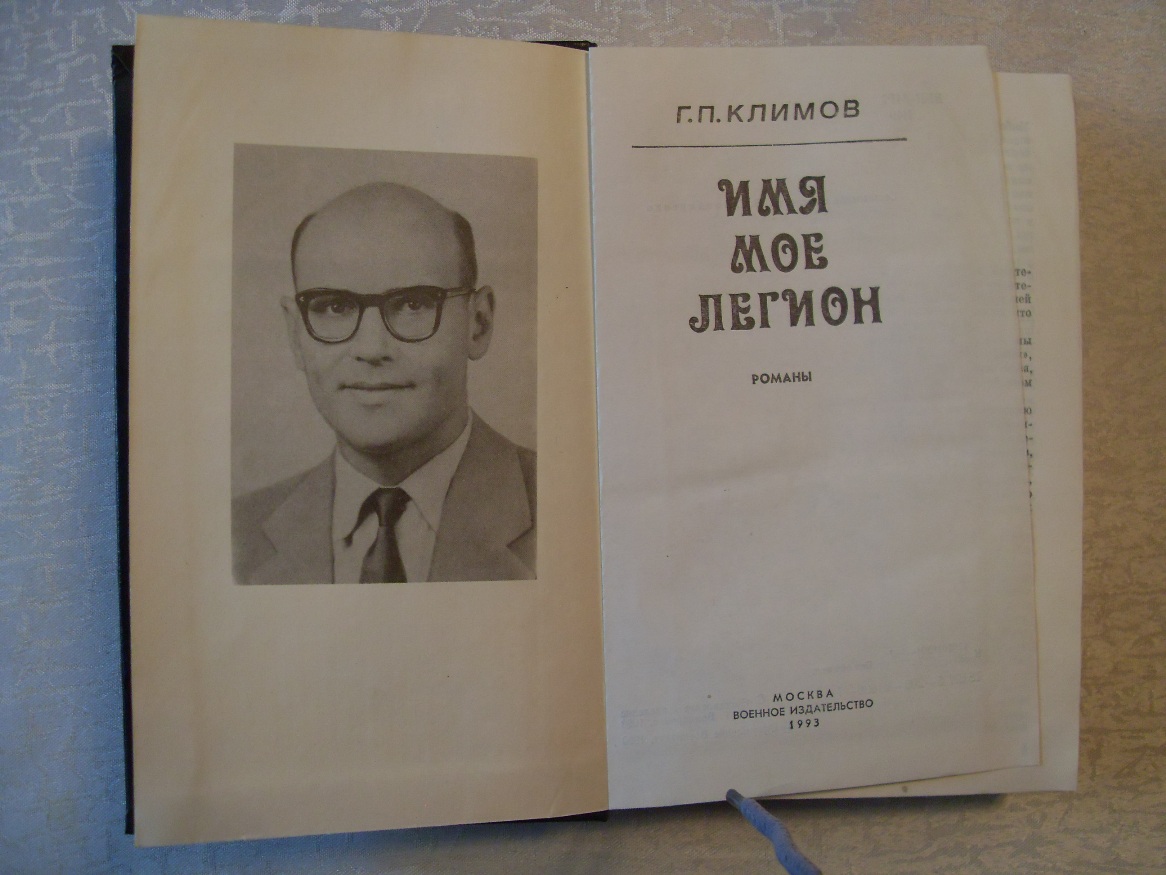 Г.П.КЛИМОВ
ИМЯ
МОЕ
ЛЕГИОН
РОМАНЫ
МОСКВА
ВОЕННОЕ ИЗДАТЕЛЬСТВО
1993